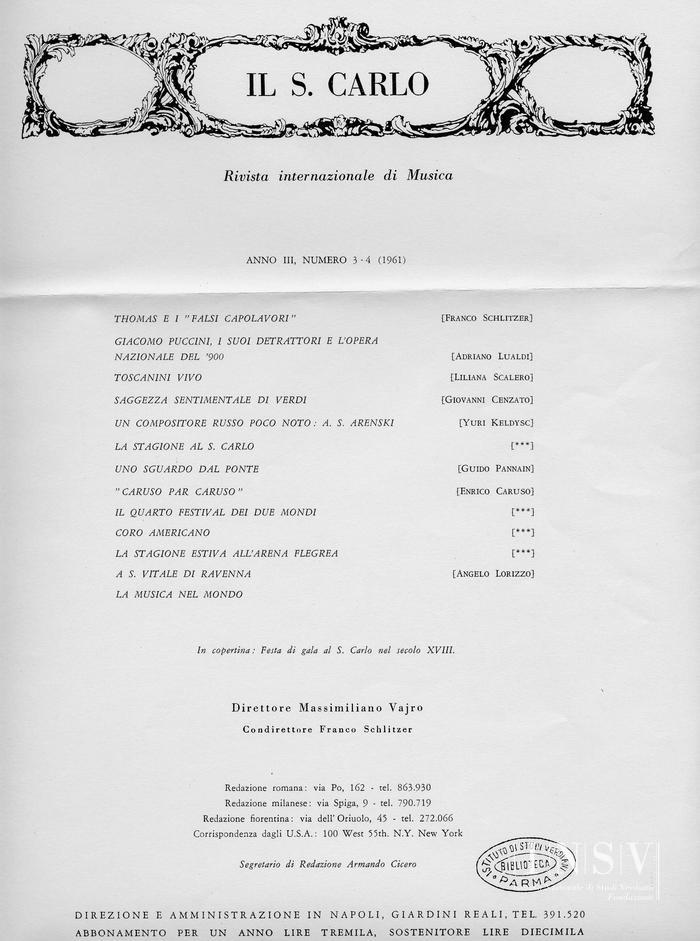 IL S. CARLO
Rivista internazionale di Musica
ANNO III, NUMERO 3-4 (1961)
THOMAS E I "FALSI CAPOLAVORI" [FRANCO SCHLITZER]
GIACOMO PUCCINI, I SUOI DETRATTORI E L'OPERA
NAZIONALE DEL '900 [ADRIANO LUALDI]
TOSCANINI VIVO [LILIANA SCALERO]
SAGGEZZA SENTIMENTALE DI VERDI [GIOVANNI CENZATO]
UN COMPOSITORE RUSSO POCO NOTO: A. S. ARENSKI [YURI KELDYSC]
LA STAGIONE AL S. CARLO [***]
UNO SGUARDO DAL PONTE [GUIDO PANNAIN]
"CARUSO PAR CARUSO" [ENRICO CARUSO]
IL QUARTO FESTIVAL DEI DUE MONDI [***]
CORO AMERICANO [***]
LA STAGIONE ESTIVA ALL'ARENA FLEGREA [***]
A S. VITALE DI RAVENNA [ANGELO LORIZZO]
LA MUSICA NEL MONDO
In copertina: Festa di gala al S. Carlo nel secolo XVIII.
Direttore Massimiliano Vajro
Condirettore Franco Schlitzer
Redazione romana: via Po, 162 - tel. 863.930
Redazione milanese: via Spiga, 9 - tel. 790.719
Redazione fiorentina: via dell'Oriuolo, 45 - tel. 272.066
Corrispondenza dagli U.S.A.: 100 West 55th. N.Y. New York
Segretario di Redazione Armando Cicero
ISTITUTO DI STUDI VERDIANI
BIBLIOTECA
PARMA
di Studi Verdiani
Fondazione
DIREZIONE E AMMINISTRAZIONE IN NAPOLI, GIARDINI REALI, TEL. 391.520
ABBONAMENTO PER UN ANNO LIRE TREMILA, SOSTENITORE LIRE DIECIMILA